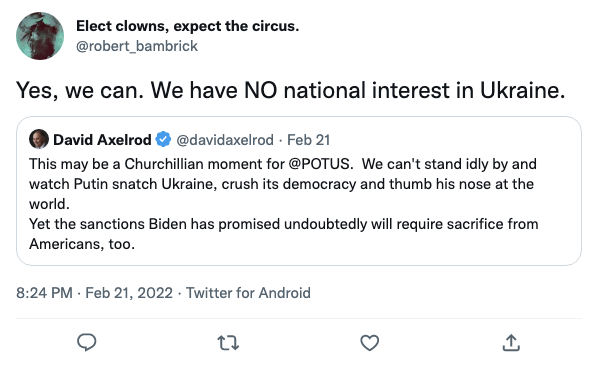 Elect clowns, expect the circus.
@robert_bambrick
Yes, we can. We have NO national interest in Ukraine.
David Axelrod @davidaxelrod · Feb 21
This may be a Churchillian moment for @POTUS.  We can't stand idly by and
watch Putin snatch Ukraine, crush its democracy and thumb his nose at the
world.
Yet the sanctions Biden has promised undoubtedly will require sacrifice from
Americans, too.
8:24 PM · Feb 21, 2022 · Twitter for Android